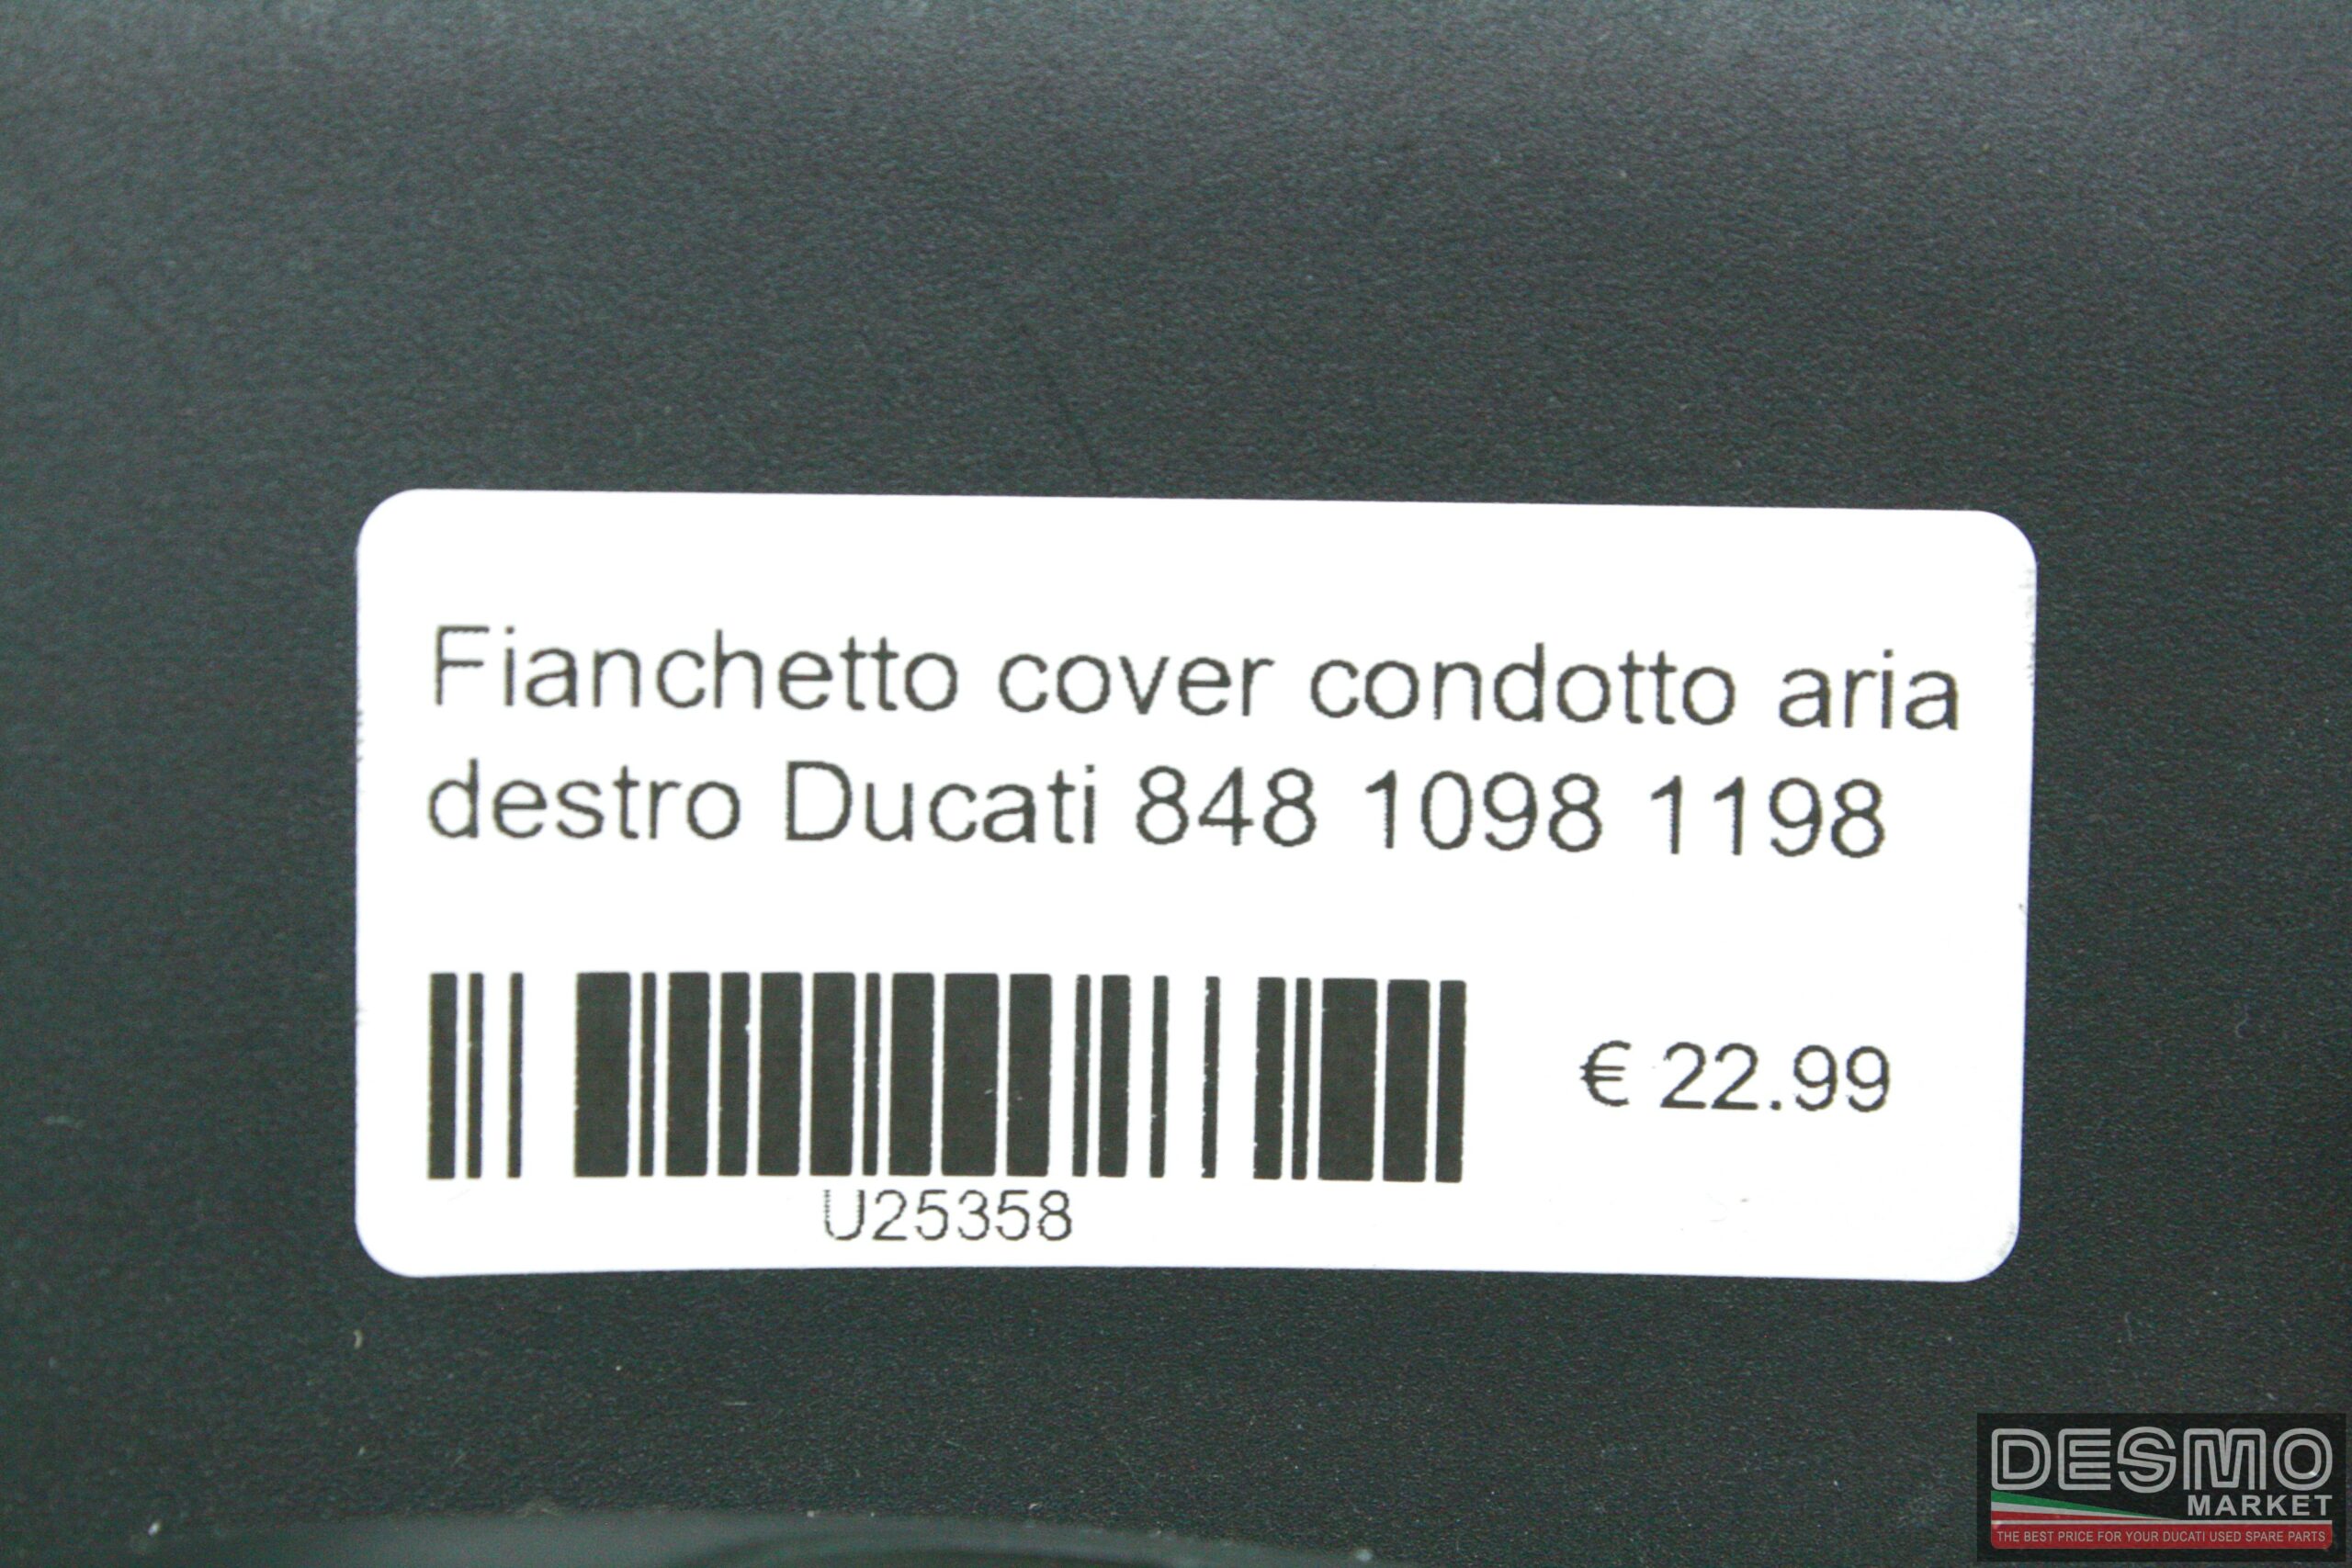 Fianchetto cover condotto aria
destro Ducati 848 1098 1198
€ 22.99
U25358
DESMO
MARKET
THE BEST PRICE FOR YOUR DUCATI USED SPARE PARTS